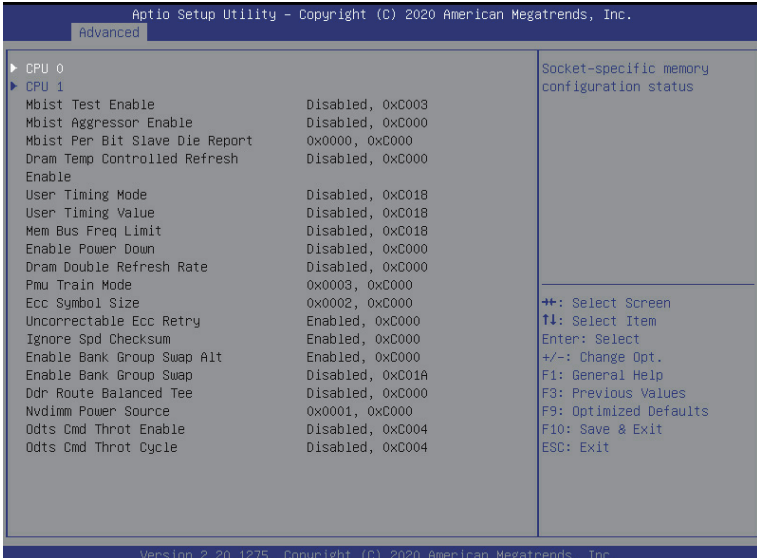 Aptio Setup Utility – Copyright (C) 2020 American Megatrends, Inc.
Advanced
CPU 0
CPU 1
Mbist Test Enable Disabled, 0xC003
Mbist Aggressor Enable Disabled, 0xC000
Mbist Per Bit Slave Die Report 0x0000, 0xC000
Dram Temp Controlled Refresh Disabled, 0xC000
Enable
User Timing Mode Disabled, 0xC018
User Timing Value Disabled, 0xC018
Mem Bus Freq Limit Disabled, 0xC018
Enable Power Down Disabled, 0xC000
Dram Double Refresh Rate Disabled, 0xC000
Pmu Train Mode 0x0003, 0xC000
Ecc Symbol Size 0x0002, 0xC000
Uncorrectable Ecc Retry Enabled, 0xC000
Ignore Spd Checksum Enabled, 0xC000
Enable Bank Group Swap Alt Enabled, 0xC000
Enable Bank Group Swap Disabled, 0xC01A
Ddr Route Balanced Tee Disabled, 0xC000
Nvdimm Power Source 0x0001, 0xC000
Odts Cmd Throt Enable Disabled, 0xC004
Odts Cmd Throt Cycle Disabled, 0xC004
Socket-specific memory
configuration status
→←: Select Screen
↑↓: Select Item
Enter: Select
+/-: Change Opt.
F1: General Help
F3: Previous Values
F9: Optimized Defaults
F10: Save & Exit
ESC: Exit
Version 2.20.1275. Copyright (C) 2020 American Megatrends, Inc.